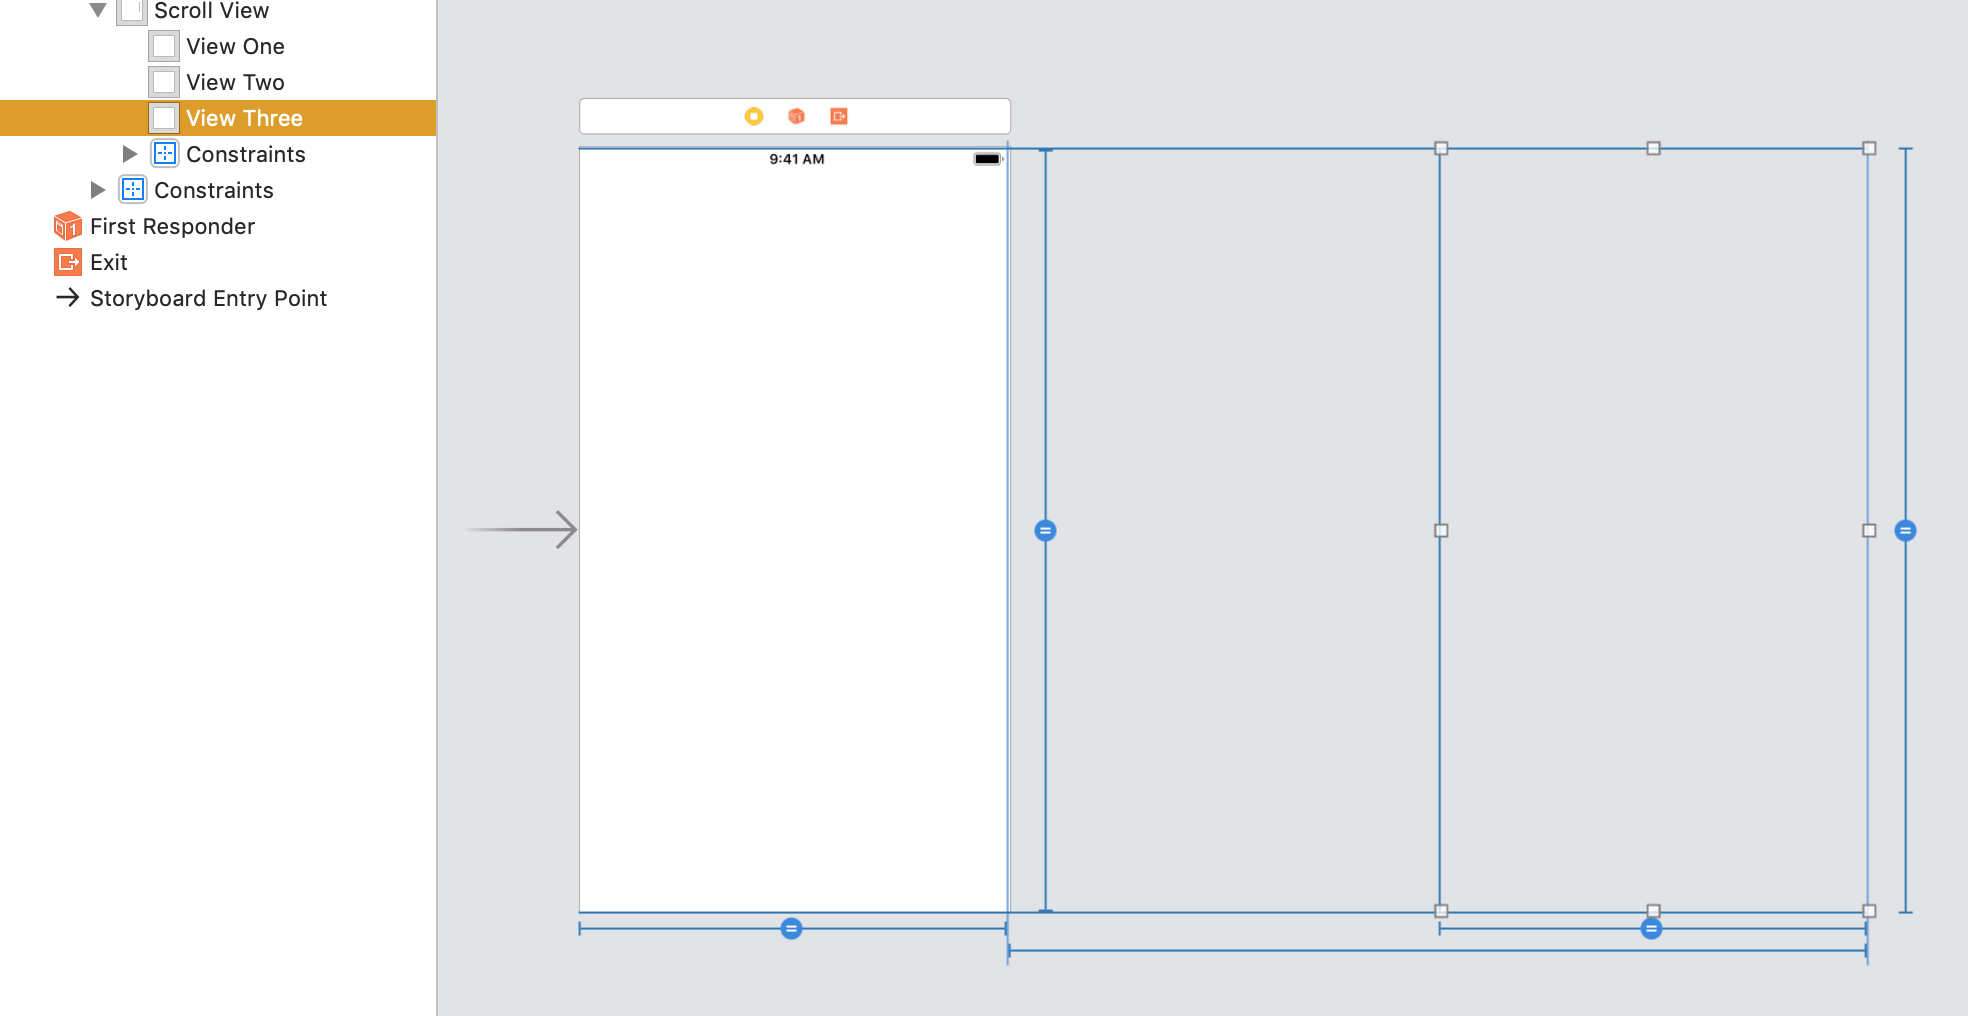 Scroll View
View One
View Two
View Three
Constraints
Constraints
First Responder
Exit
Storyboard Entry Point
9:41 AM